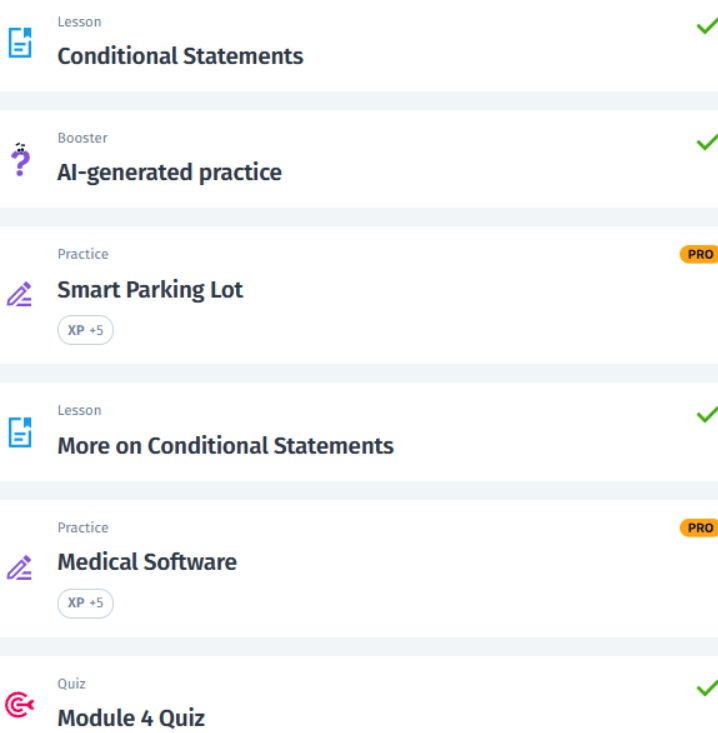 Lesson
Conditional Statements
Booster
AI-generated practice
Practice
PRO
Smart Parking Lot
XP +5
Lesson
More on Conditional Statements
Practice
PRO
Medical Software
XP +5
Quiz
Module 4 Quiz